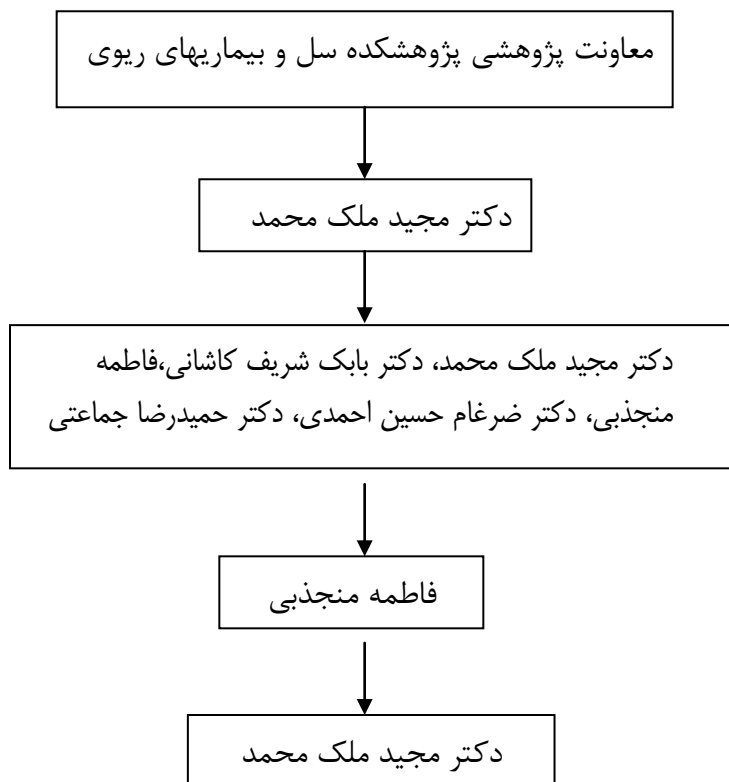 معاونت پژوهشی پژوهشکده سل و بیماریهای ریوی
دکتر مجید ملک محمد
دکتر مجید ملک محمد، دکتر بابک شریف کاشانی،فاطمه
منجذبی، دکتر ضرغام حسین احمدی، دکتر حمیدرضا جماعتی
فاطمه منجذبی
دکتر مجید ملک محمد